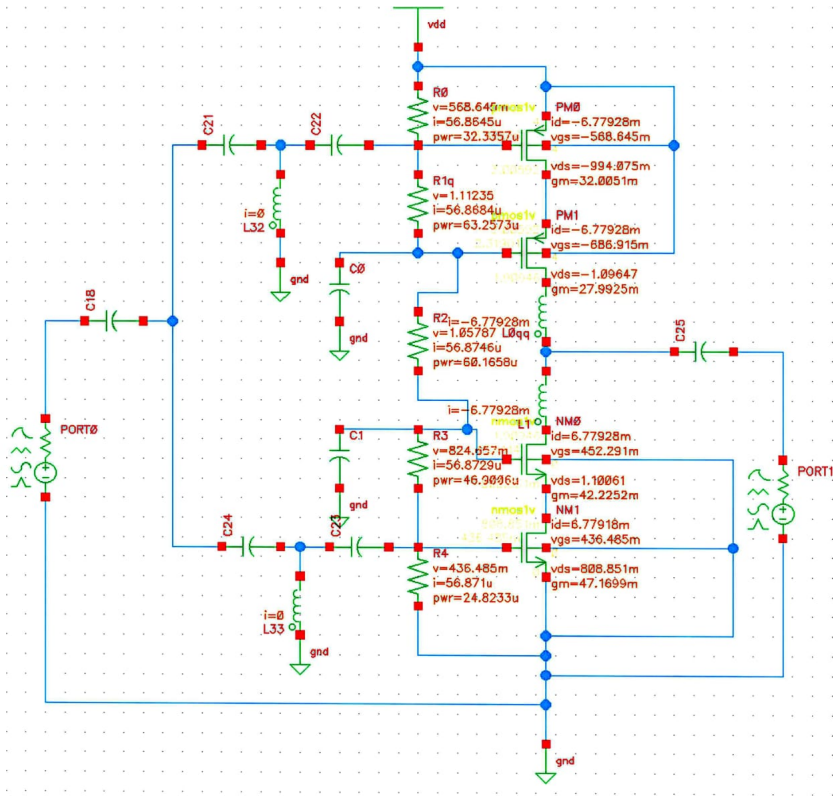 vdd
R0
v=568.645m
i=56.8645u
pwr=32.3357u
PM0
id=-6.77928m
vgs=-568.645m
vds=-994.075m
gm=32.0051m
C21
C22
R1q
v=1.11235
i=56.8684u
pwr=63.2573u
i=0
L32
gnd
C0
gnd
nmos1v
PM1
id=-6.77928m
vgs=-686.915m
vds=-1.09647
gm=27.9925m
C18
R2
v=1.05787
i=56.8746u
pwr=60.1658u
i=-6.77928m
L0qq
C25
PORT0
PORT1
i=-6.77928m
L1
C1
gnd
R3
v=824.657m
i=56.8729u
pwr=46.9006u
NM0
id=6.77928m
vgs=452.291m
vds=1.10061
gm=42.2252m
nmos1v
NM1
id=6.77918m
vgs=436.485m
vds=808.851m
gm=47.1699m
C24
C23
R4
v=436.485m
i=56.871u
pwr=24.8233u
i=0
L33
gnd
gnd